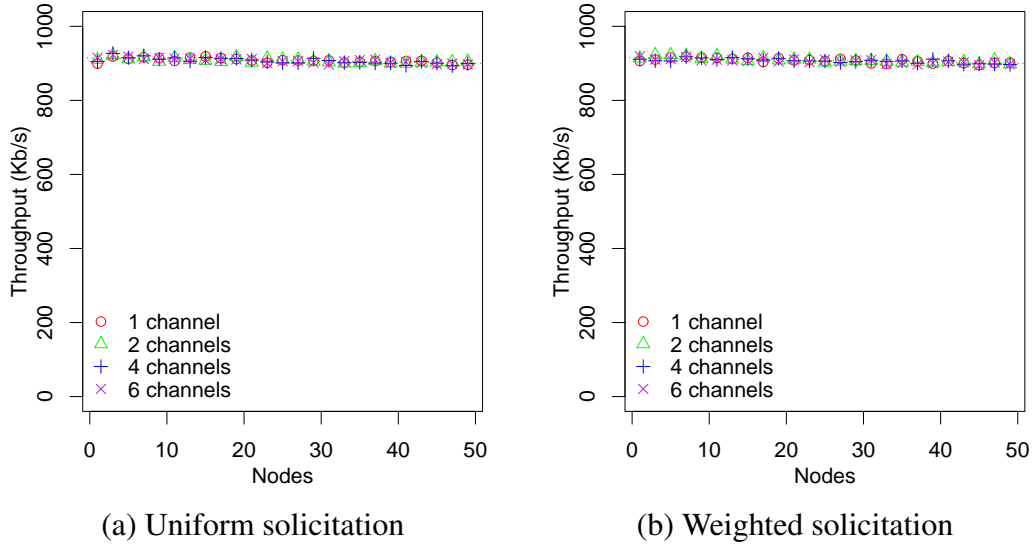 1000
800
600
400
200
0
Throughput (Kb/s)
1 channel
2 channels
4 channels
6 channels
0 10 20 30 40 50
Nodes
(a) Uniform solicitation
1000
800
600
400
200
0
Throughput (Kb/s)
1 channel
2 channels
4 channels
6 channels
0 10 20 30 40 50
Nodes
(b) Weighted solicitation